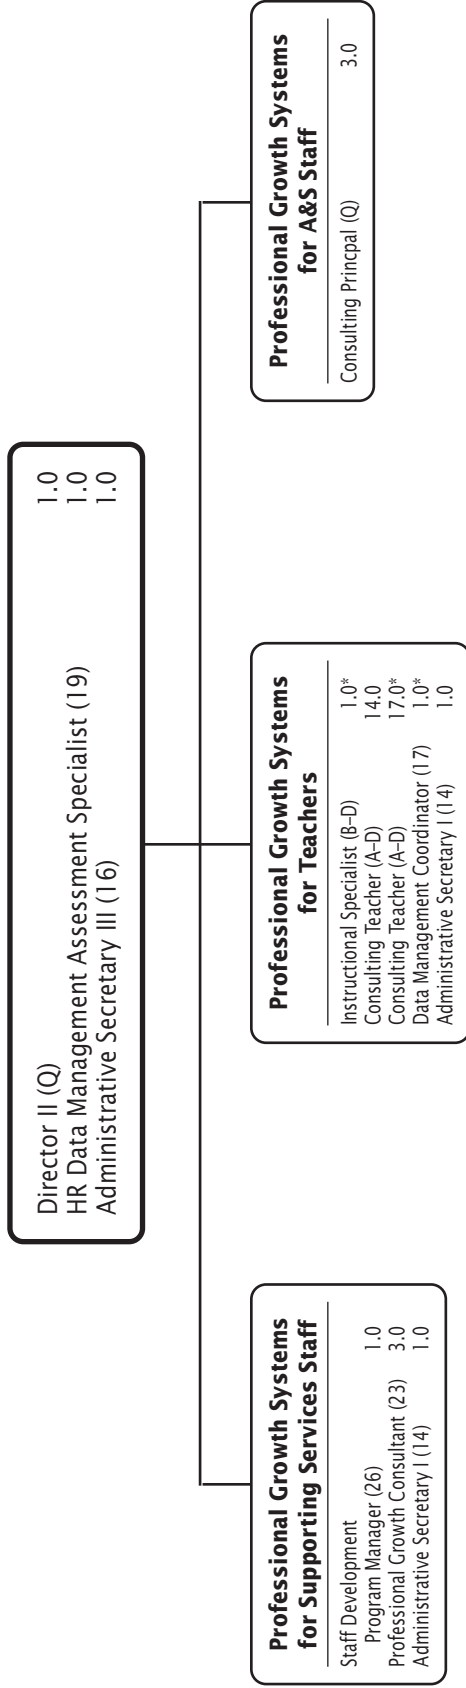 Director II (Q) 1.0
HR Data Management Assessment Specialist (19) 1.0
Administrative Secretary III (16) 1.0
Professional Growth Systems
for Supporting Services Staff
Staff Development
Program Manager (26) 1.0
Professional Growth Consultant (23) 3.0
Administrative Secretary I (14) 1.0
Professional Growth Systems
for Teachers
Instructional Specialist (B–D) 1.0*
Consulting Teacher (A–D) 14.0
Consulting Teacher (A–D) 17.0*
Data Management Coordinator (17) 1.0*
Administrative Secretary I (14) 1.0
Professional Growth Systems
for A&S Staff
Consulting Princpal (Q) 3.0